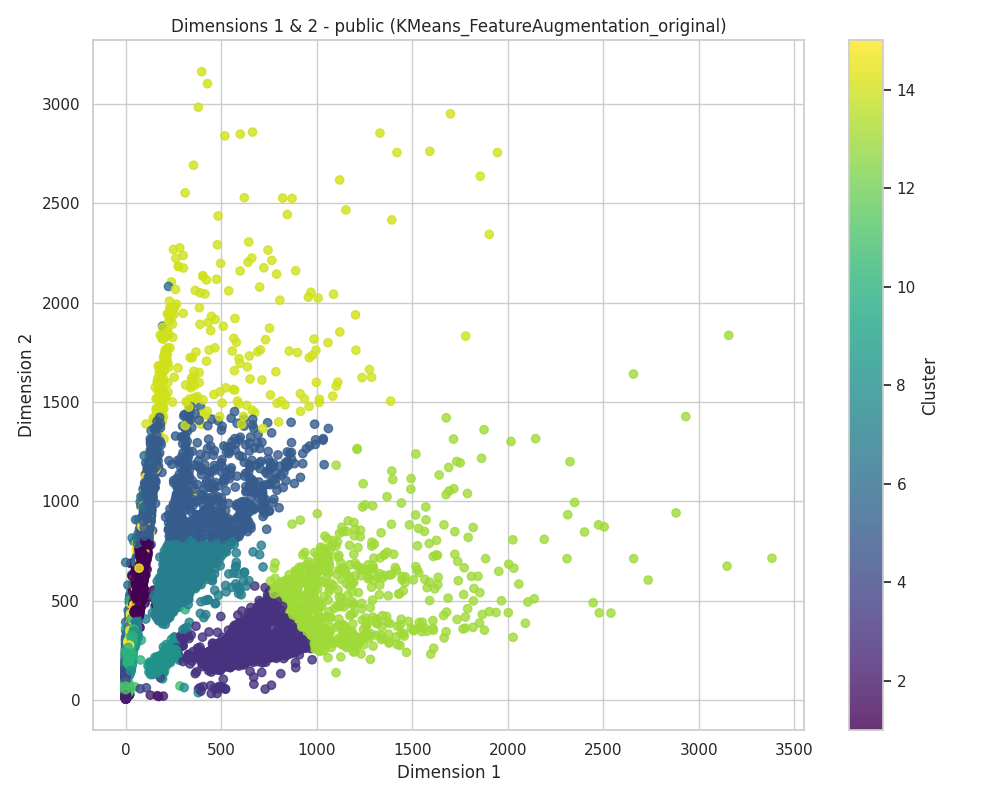 Dimensions 1 & 2 - public (KMeans_FeatureAugmentation_original)
3000
2500
2000
1500
1000
500
0
Dimension 2
0 500 1000 1500 2000 2500 3000 3500
Dimension 1
14
12
10
8
6
4
2
Cluster